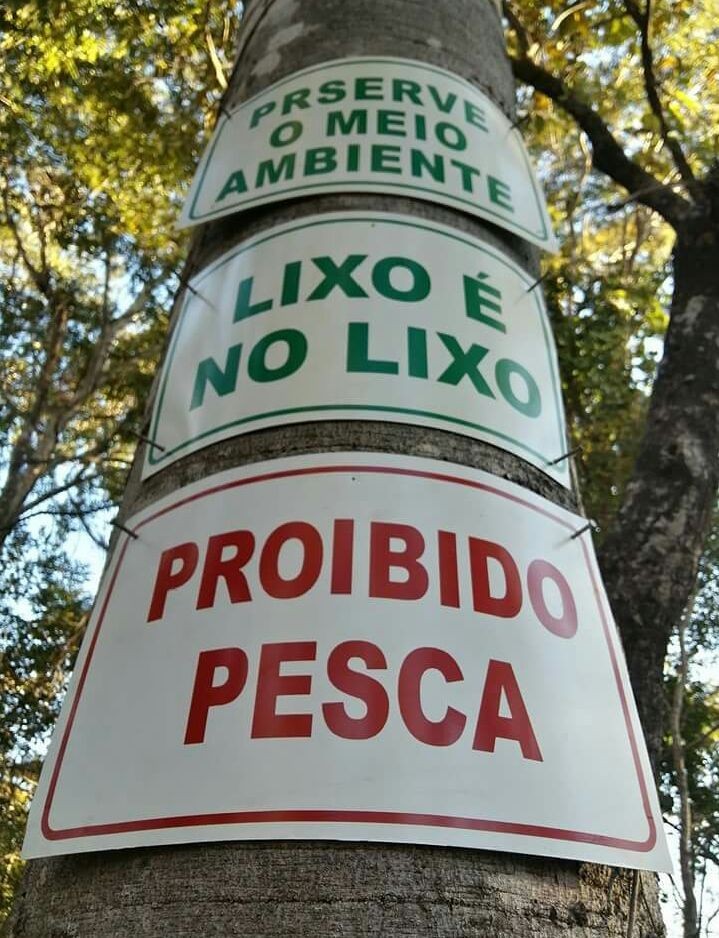 PRSERVE
O MEIO
AMBIENTE
LIXO É
NO LIXO
PROIBIDO
PESCA